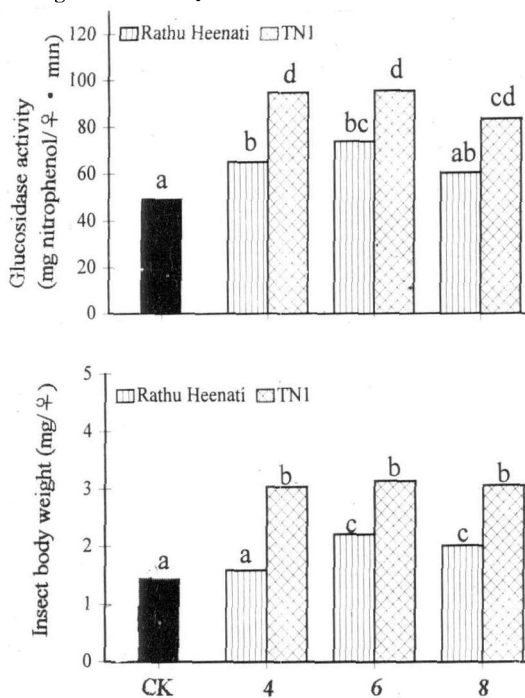 Rathu Heenati TN1
120
100
80
60
40
20
0
Glucosidase activity
(mg nitrophenol/♀ • min)
a
b
d
bc
d
ab
cd
5
4
3
2
1
0
Insect body weight (mg/♀)
Rathu Heenati TN1
a
a
b
c
b
c
b
CK 4 6 8